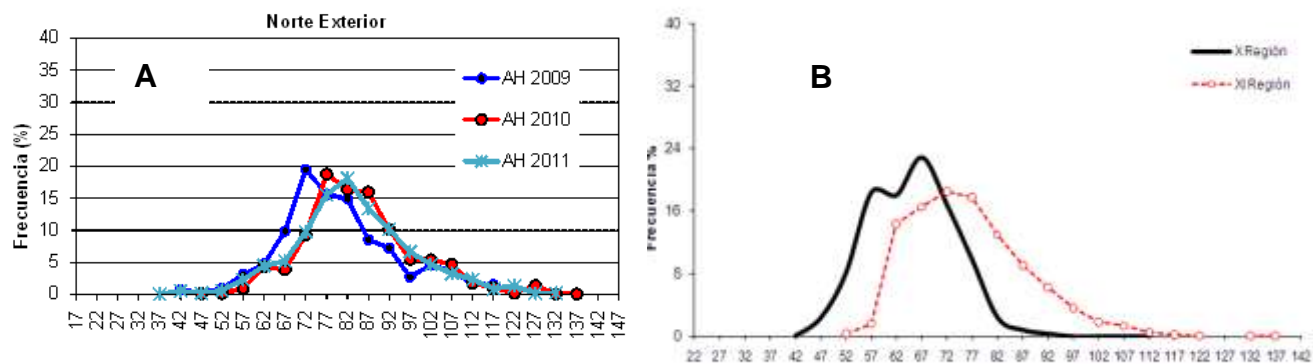 Norte Exterior
A
AH 2009
AH 2010
AH 2011
Frecuencia (%)
40
35
30
25
20
15
10
5
0
17 22 27 32 37 42 47 52 57 62 67 72 77 82 87 92 97 102 107 112 117 122 127 132 137 142 147
B
X Región
XI Región
Frecuencia %
40
32
24
16
8
0
22 27 32 37 42 47 52 57 62 67 72 77 82 87 92 97 102 107 112 117 122 127 132 137 142